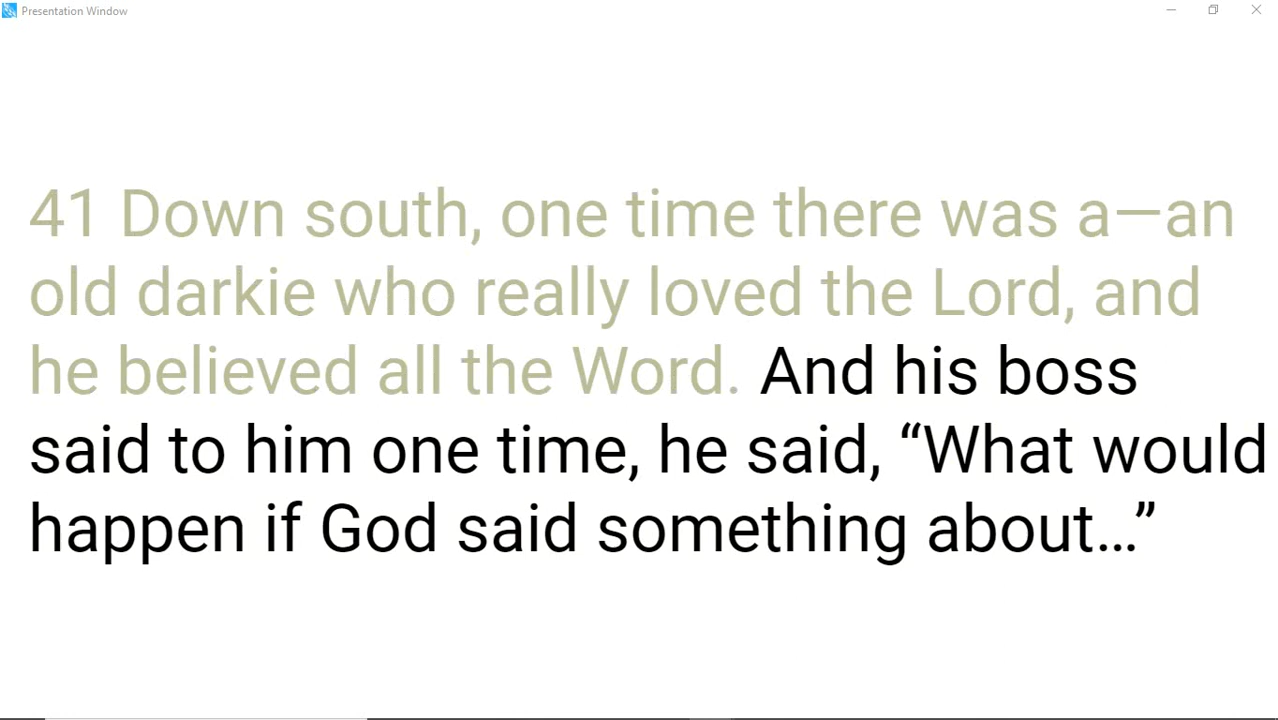 Presentation Window
41 Down south, one time there was a—an
old darkie who really loved the Lord, and
he believed all the Word. And his boss
said to him one time, he said, “What would
happen if God said something about…”